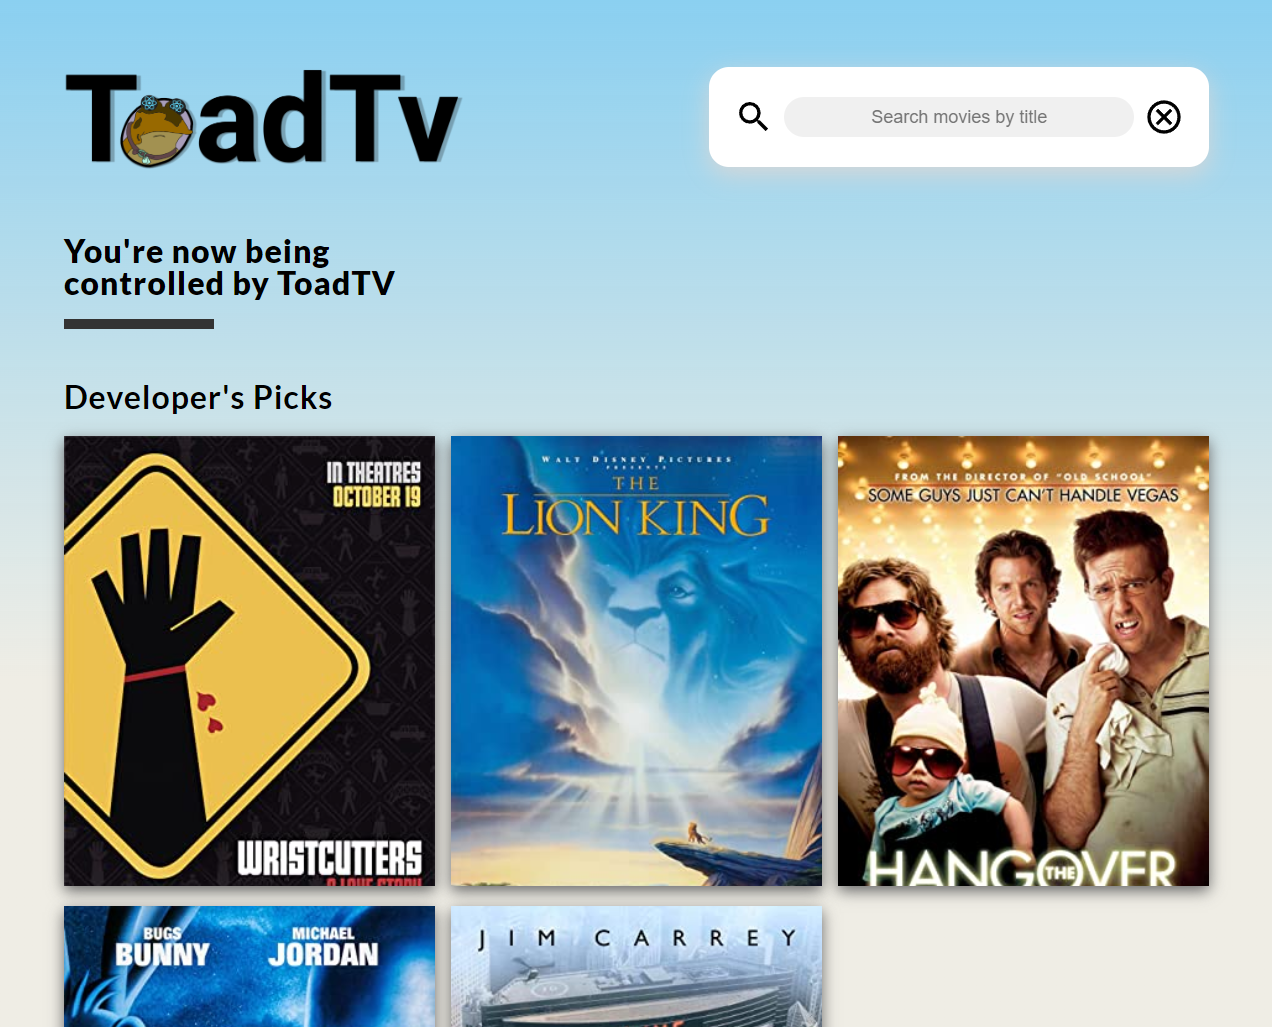 ToadTv
Search movies by title
You're now being
controlled by ToadTV
Developer's Picks
IN THEATRES
OCTOBER 19
WRISTCUTTERS
A LOVE STORY
WALT DISNEY PICTURES
PRESENTS
THE
LION KING
FROM THE DIRECTOR OF "OLD SCHOOL"
SOME GUYS JUST CAN'T HANDLE VEGAS
THE
HANGOVER
BUGS
BUNNY
MICHAEL
JORDAN
JIM CARREY